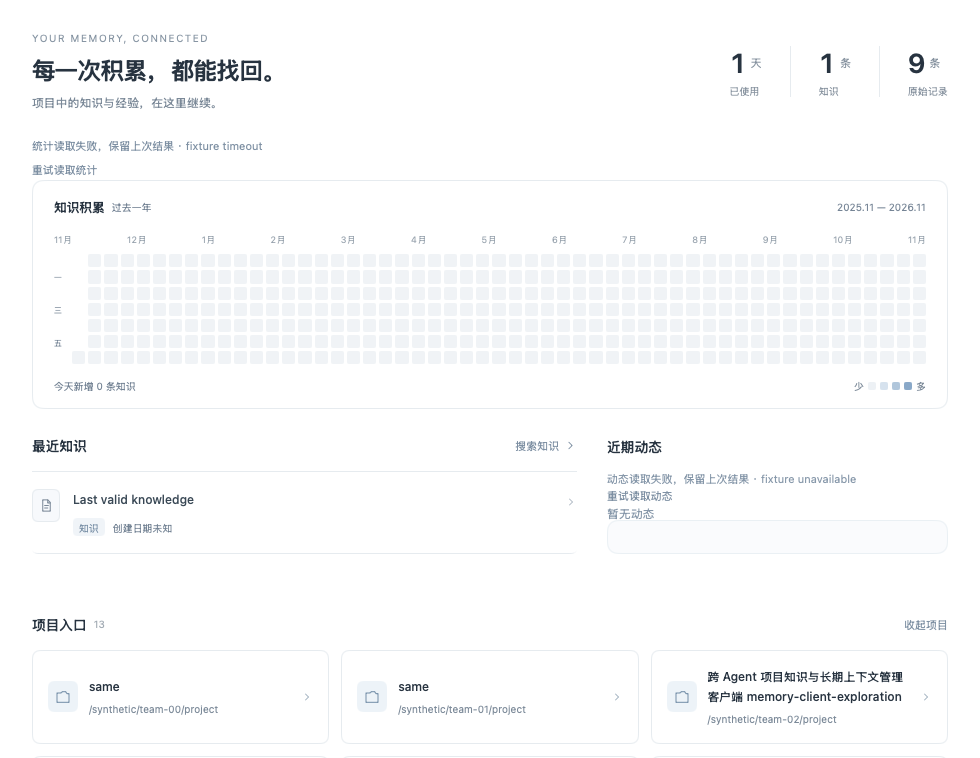 YOUR MEMORY, CONNECTED
每一次积累，都能找回。
项目中的知识与经验，在这里继续。
1 天
已使用
1 条
知识
9 条
原始记录
统计读取失败，保留上次结果 · fixture timeout
重试读取统计
知识积累 过去一年
2025.11 — 2026.11
11月 12月 1月 2月 3月 4月 5月 6月 7月 8月 9月 10月 11月
一
三
五
今天新增 0 条知识
少 多
最近知识
搜索知识
Last valid knowledge
知识 创建日期未知
近期动态
动态读取失败，保留上次结果 · fixture unavailable
重试读取动态
暂无动态
项目入口 13
收起项目
same
/synthetic/team-00/project
same
/synthetic/team-01/project
跨 Agent 项目知识与长期上下文管理
客户端 memory-client-exploration
/synthetic/team-02/project